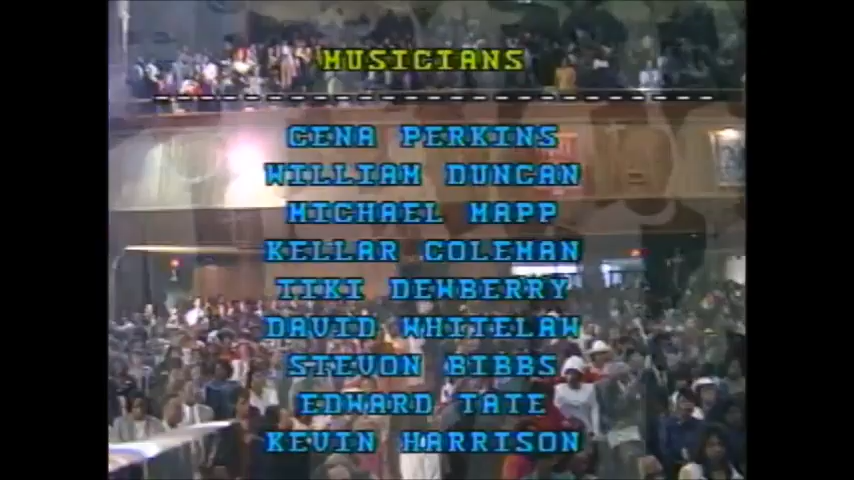 MUSICIANS
CENA PERKINS
WILLIAM DUNCAN
MICHAEL MAPP
KELLAR COLEMAN
TIKI DEWBERRY
DAVID WHITELAW
STEVON BIBBS
EDWARD TATE
KEVIN HARRISON